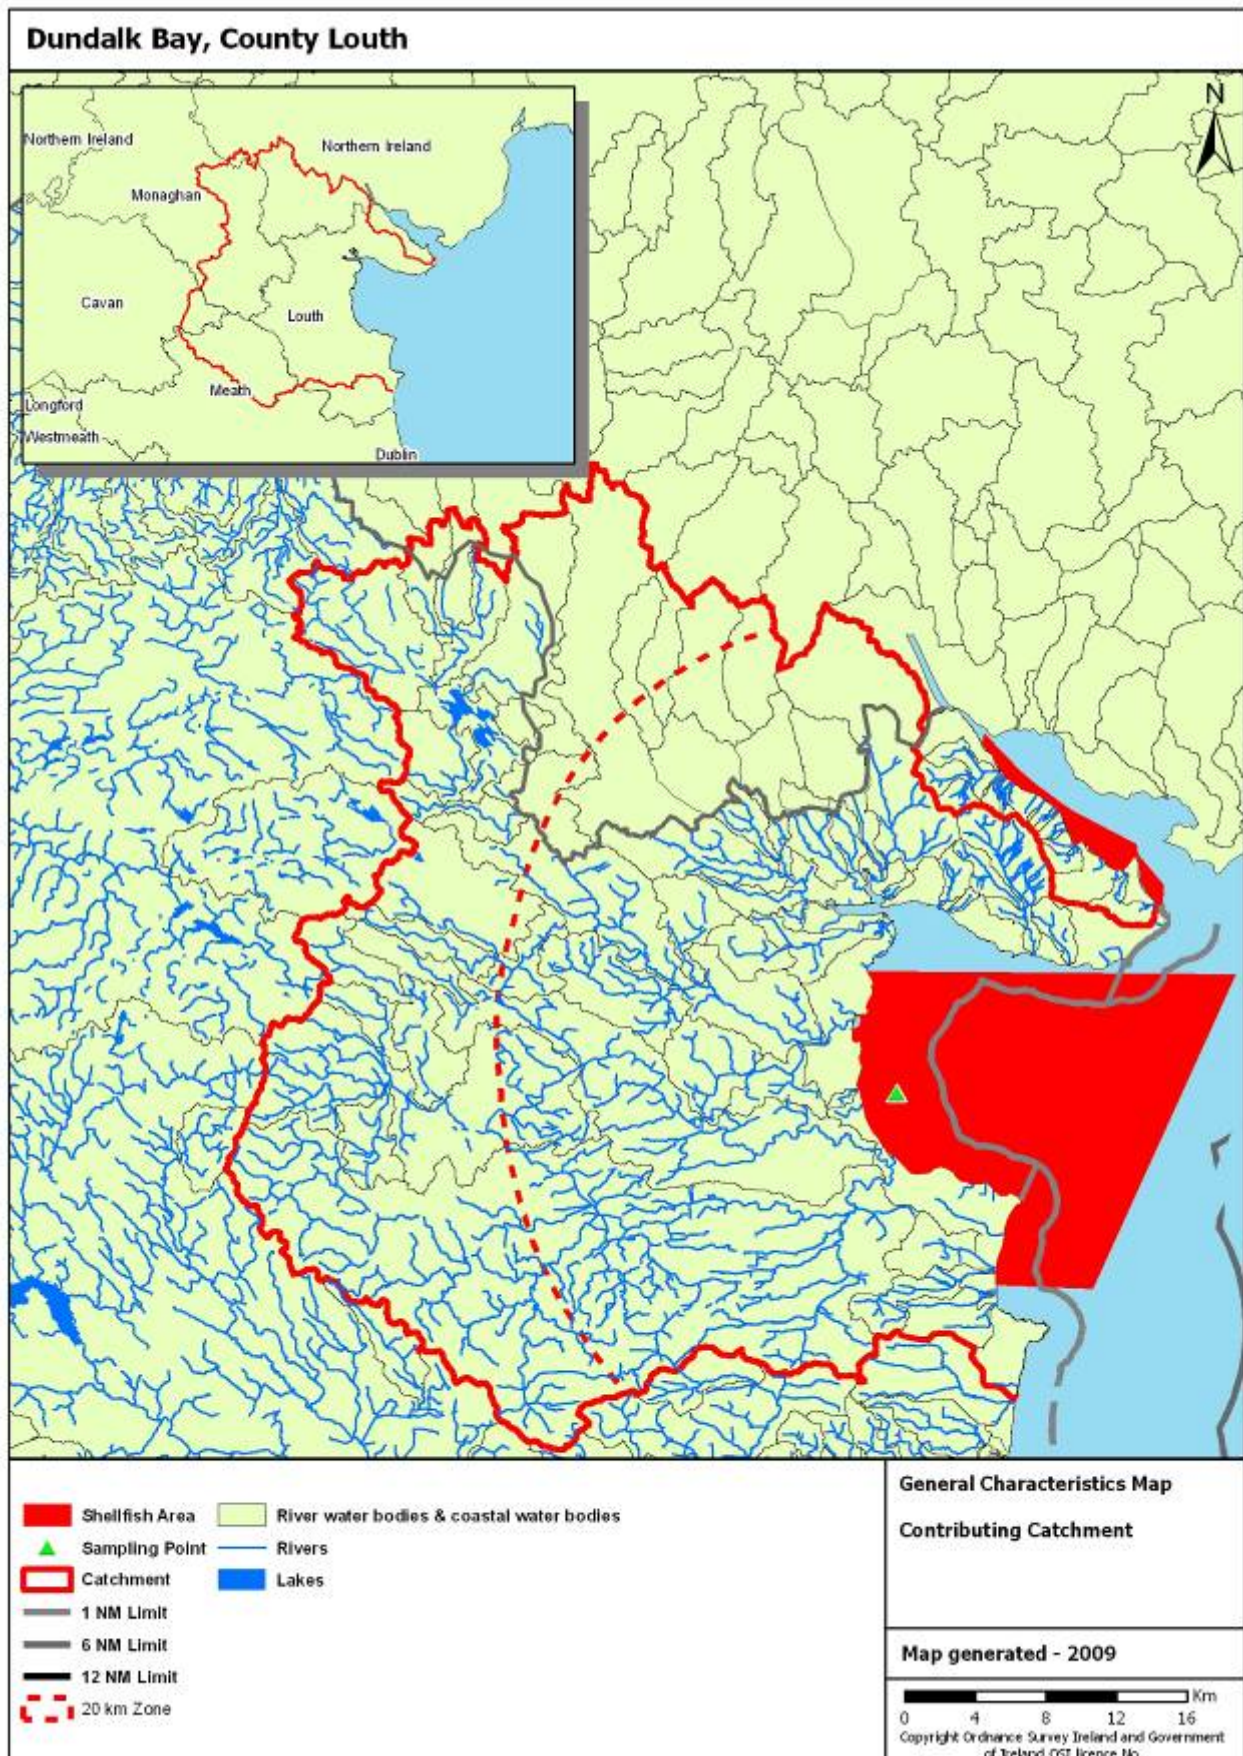 Dundalk Bay, County Louth
N
Northern Ireland
Northern Ireland
Monaghan
Cavan
Louth
Meath
Longford
Westmeath
Dublin
Shellfish Area
River water bodies & coastal water bodies
Sampling Point
Rivers
Catchment
Lakes
1 NM Limit
6 NM Limit
12 NM Limit
20 km Zone
General Characteristics Map
Contributing Catchment
Map generated - 2009
Km
0 4 8 12 16
Copyright Ordnance Survey Ireland and Government
of Ireland OSI licence No